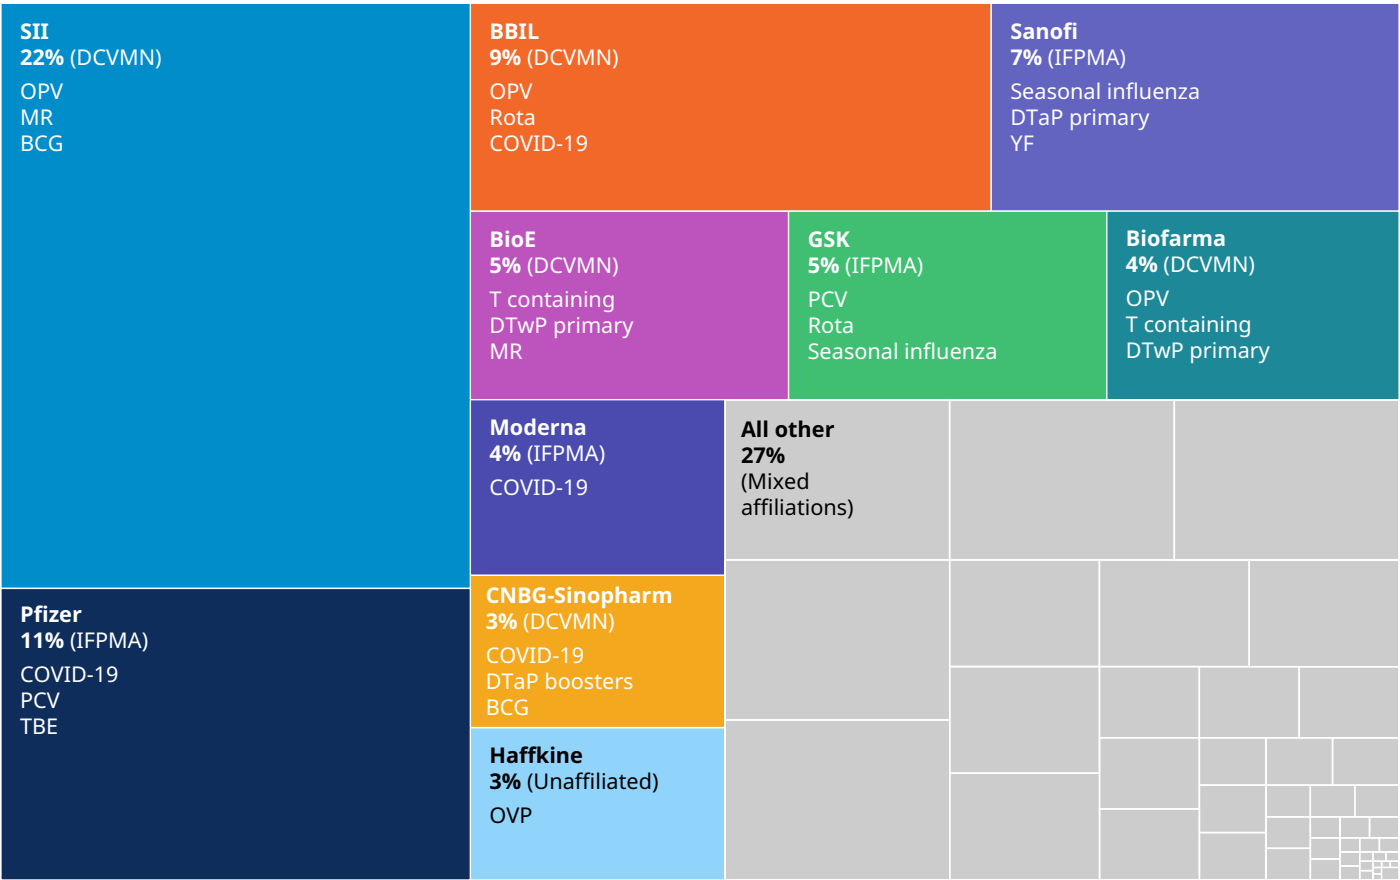 SII
22% (DCVMN)
OPV
MR
BCG
BBIL
9% (DCVMN)
OPV
Rota
COVID-19
Sanofi
7% (IFPMA)
Seasonal influenza
DTaP primary
YF
BioE
5% (DCVMN)
T containing
DTwP primary
MR
GSK
5% (IFPMA)
PCV
Rota
Seasonal influenza
Biofarma
4% (DCVMN)
OPV
T containing
DTwP primary
Moderna
4% (IFPMA)
COVID-19
All other
27%
(Mixed
affiliations)
Pfizer
11% (IFPMA)
COVID-19
PCV
TBE
CNBG-Sinopharm
3% (DCVMN)
COVID-19
DTaP boosters
BCG
Haffkine
3% (Unaffiliated)
OVP